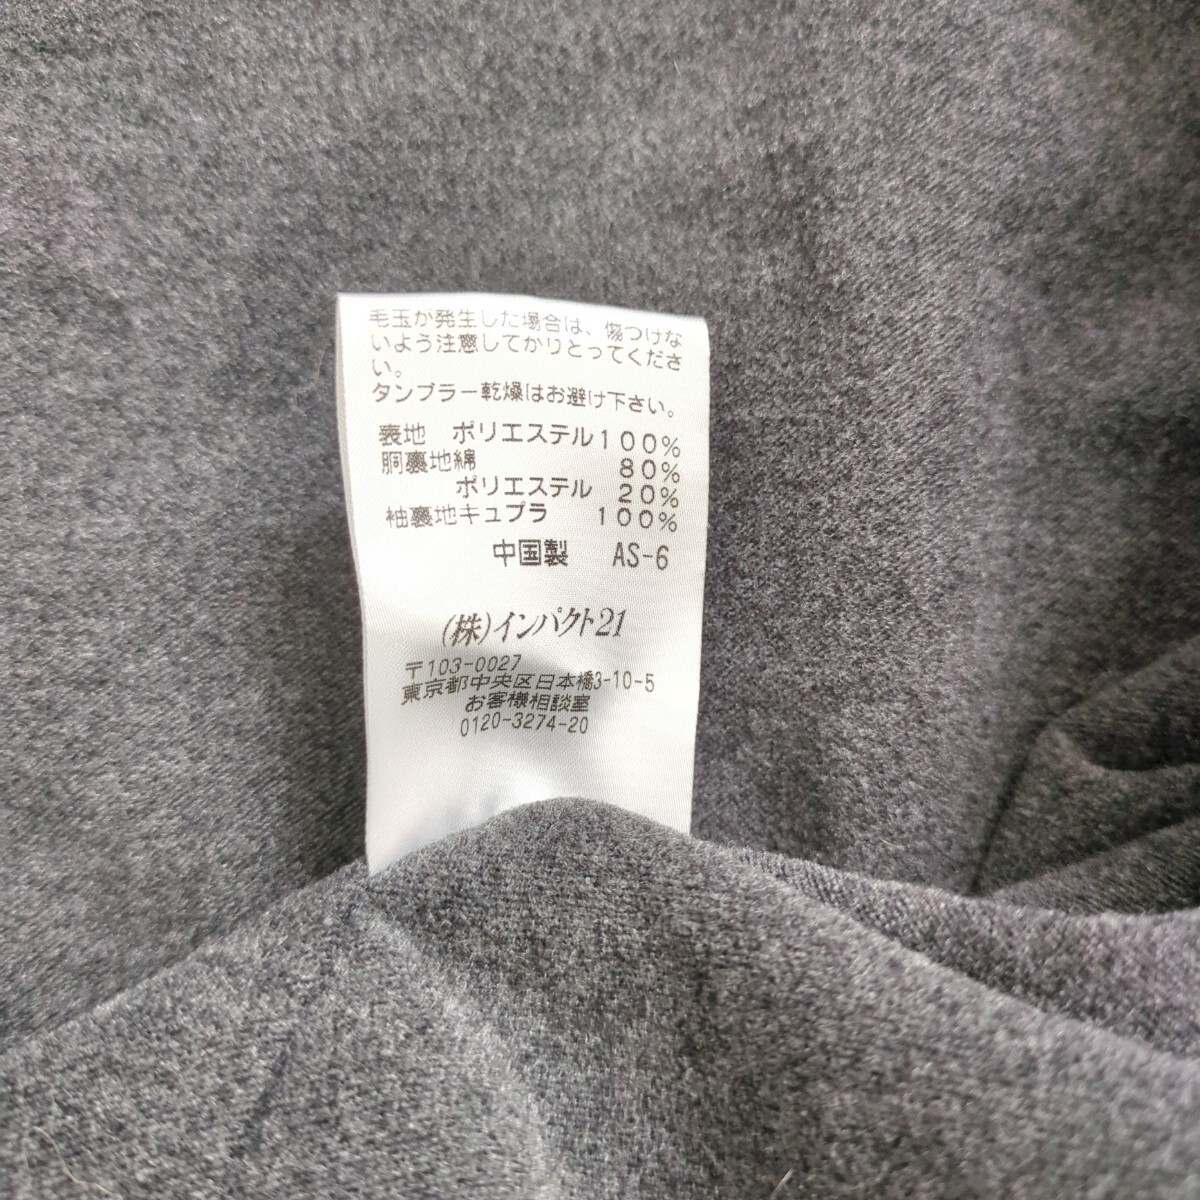 毛玉が発生した場合は、傷つけな
いよう注意してかりとってくださ
い。
タンブラー乾燥はお避け下さい。
表地 ポリエステル100%
胴裏地綿 80%
ポリエステル 20%
袖裏地キュプラ 100%
中国製 AS-6
(株)インパクト21
〒103-0027
東京都中央区日本橋3-10-5
お客様相談室
0120-3274-20